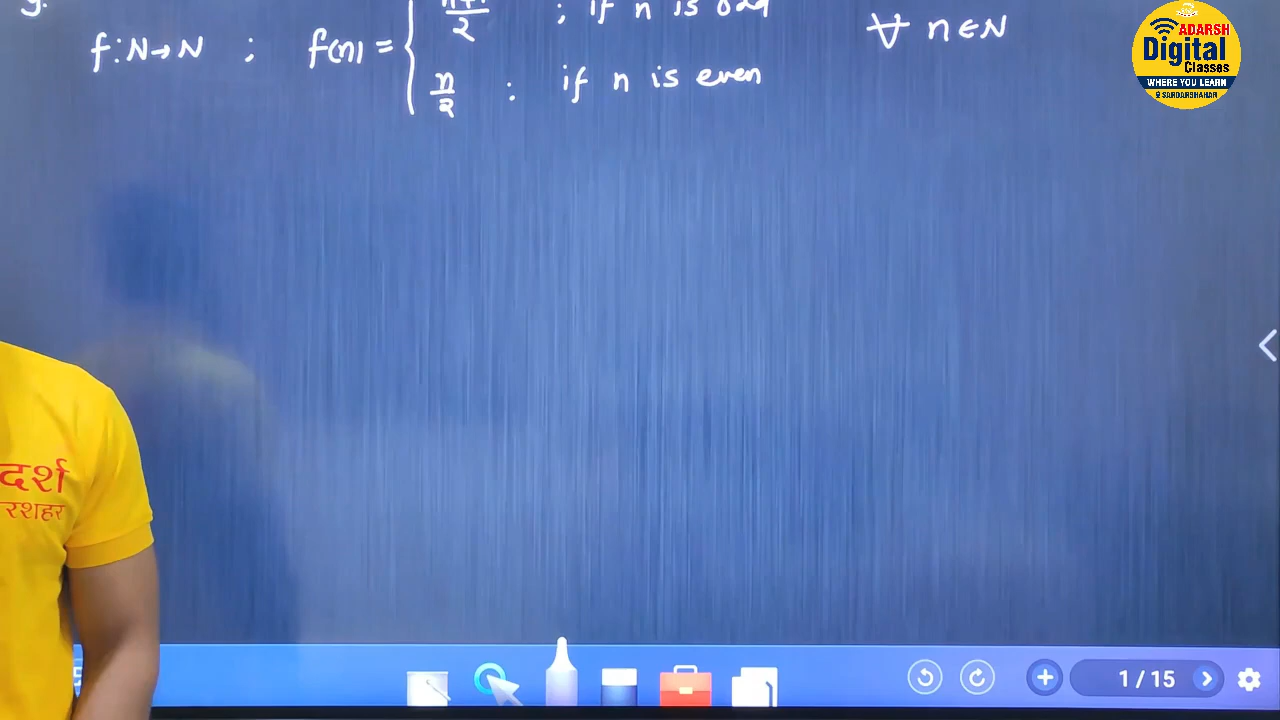 9.
n+1/2 ; if n is odd
f: N→N ; f(n) = { ∀ n ∈ N
n/2 : if n is even
ADARSH
Digital
Classes
WHERE YOU LEARN
SARDARSHAHAR
दर्श
रशहर
1 / 15